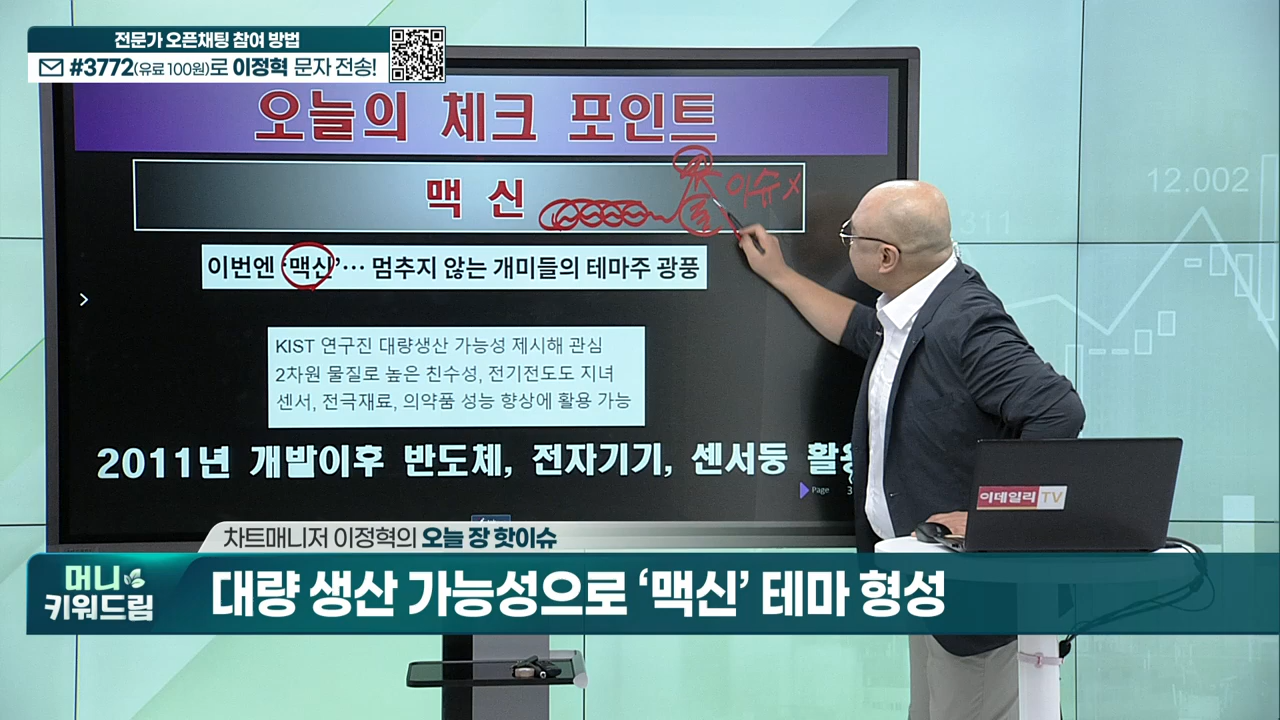 전문가 오픈채팅 참여 방법
#3772(유료 100원)로 이정혁 문자 전송!
오늘의 체크 포인트
맥 신
이슈X
이번엔 '맥신'… 멈추지 않는 개미들의 테마주 광풍
KIST 연구진 대량생산 가능성 제시해 관심
2차원 물질로 높은 친수성, 전기전도도 지녀
센서, 전극재료, 의약품 성능 향상에 활용 가능
2011년 개발이후 반도체, 전자기기, 센서등 활용
Page 3
12.002
311
이데일리 TV
차트매니저 이정혁의 오늘 장 핫이슈
머니 키워드림
대량 생산 가능성으로 '맥신' 테마 형성